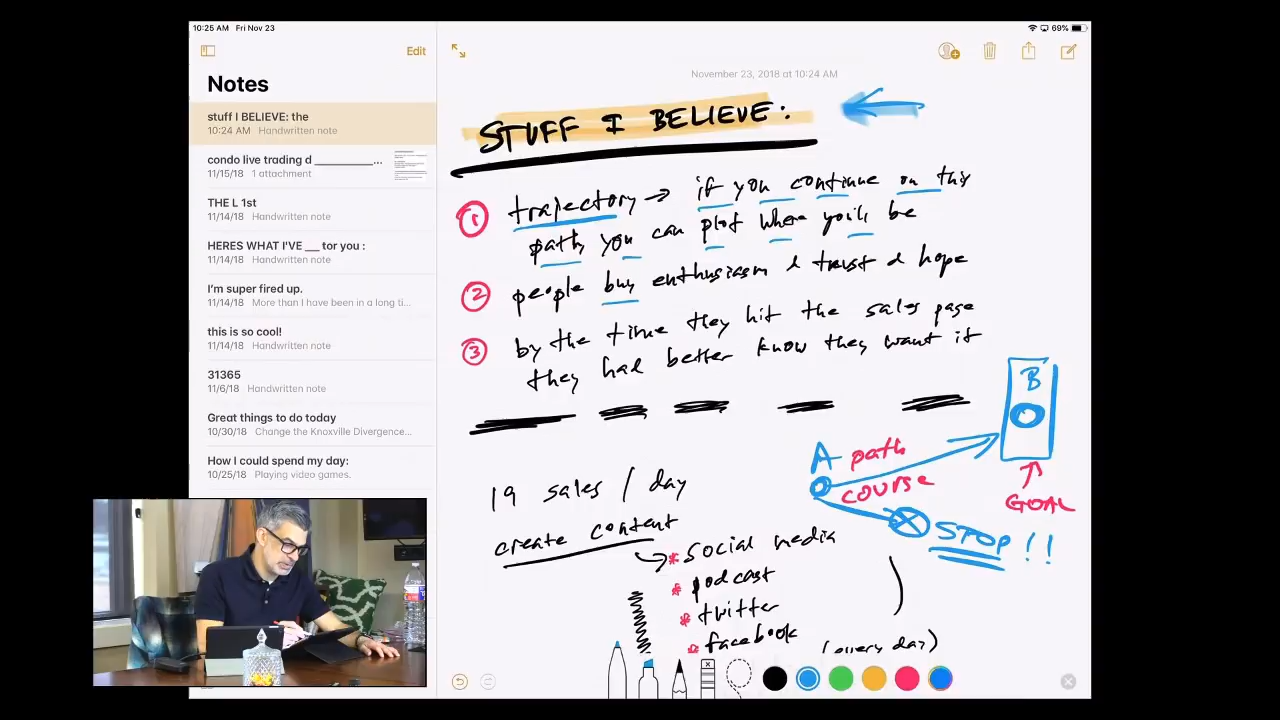 10:25 AM Fri Nov 23
69%
Edit
Notes
stuff I BELIEVE: the
10:24 AM Handwritten note
condo live trading d ____________...
11/15/18 1 attachment
THE L 1st
11/14/18 Handwritten note
HERES WHAT I'VE ___ tor you :
11/14/18 Handwritten note
I'm super fired up.
11/14/18 More than I have been in a long ti...
this is so cool!
11/14/18 Handwritten note
31365
11/6/18 Handwritten note
Great things to do today
10/30/18 Change the Knoxville Divergence...
How I could spend my day:
10/25/18 Playing video games.
November 23, 2018 at 10:24 AM
STUFF I BELIEVE:
1 trajectory → if you continue on this
path you can plot where you'll be
2 people buy enthusiasm & trust & hope
3 by the time they hit the sales page
they had better know they want it
B
A path
course
GOAL
STOP!!
19 sales / day
create content
* social media
* podcast
* twitter
* facebook
(every day)